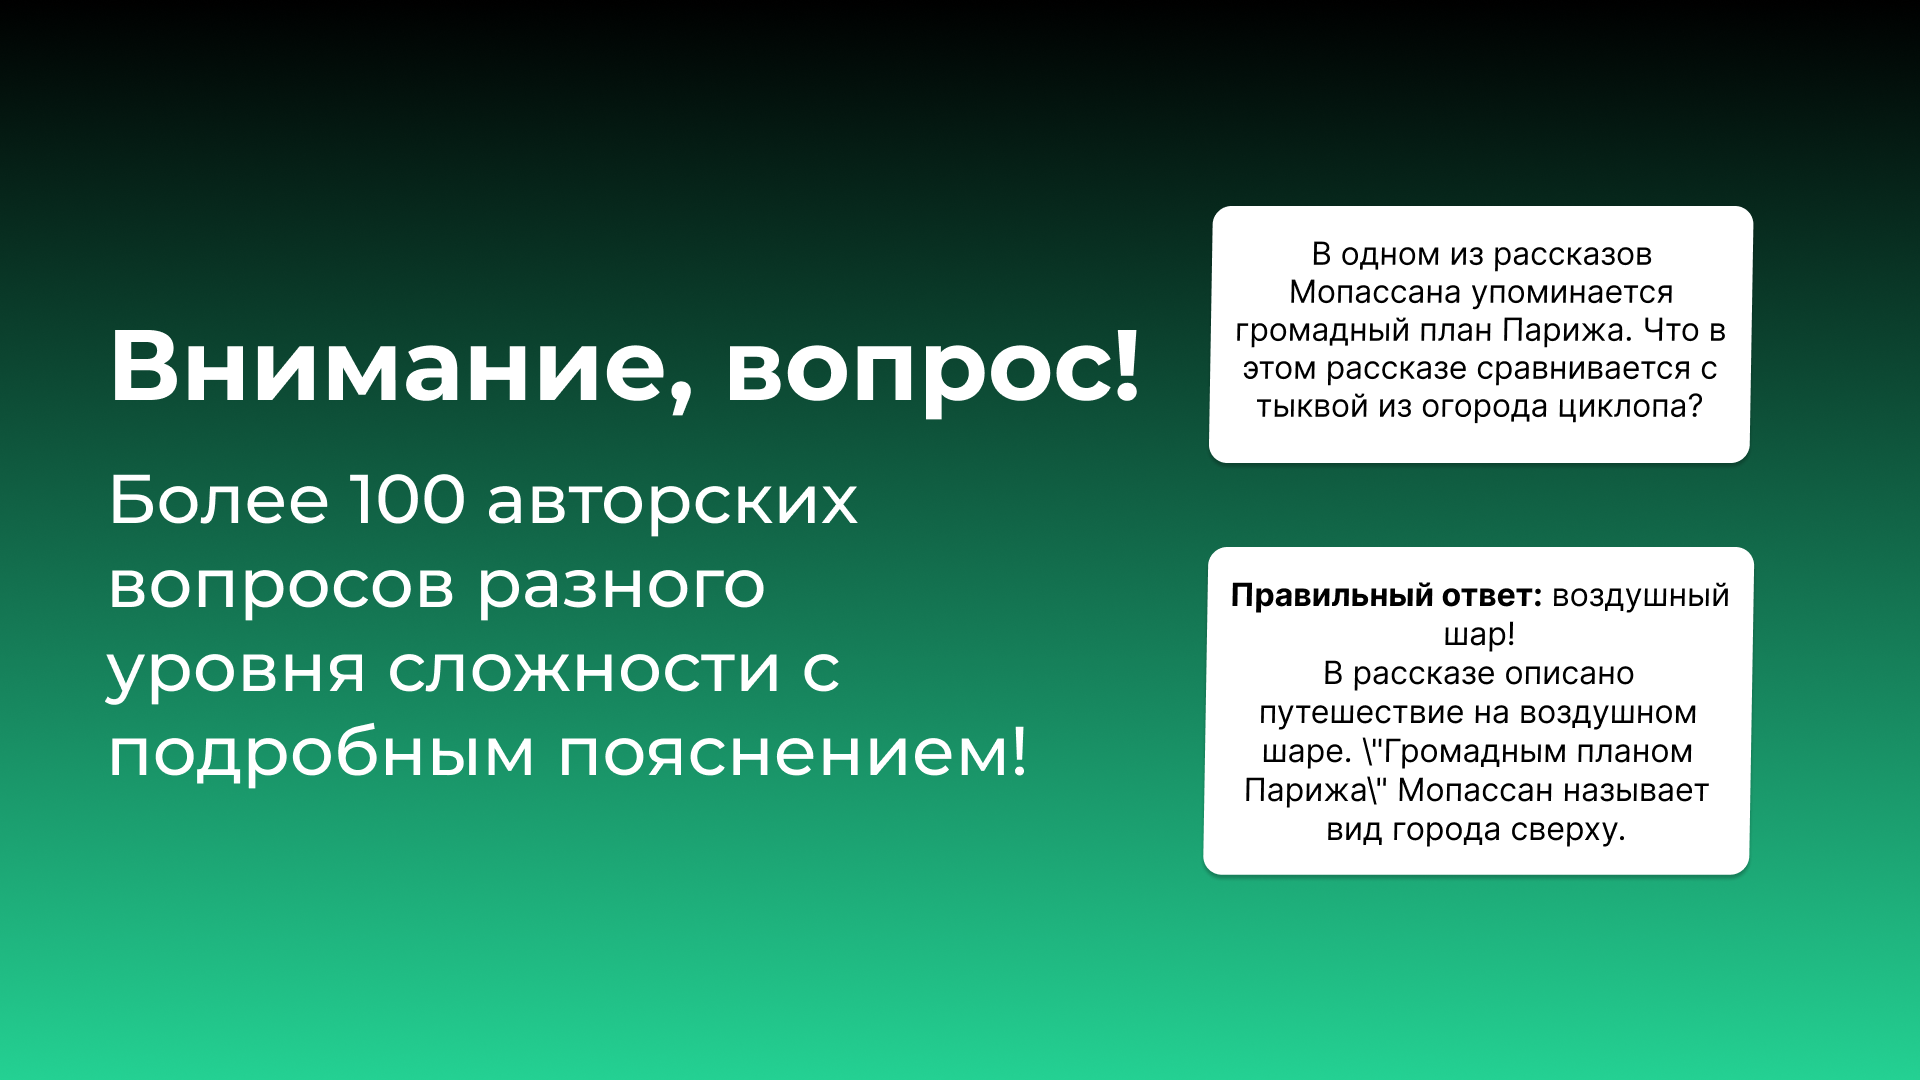 Внимание, вопрос!
Более 100 авторских
вопросов разного
уровня сложности с
подробным пояснением!
В одном из рассказов
Мопассана упоминается
громадный план Парижа. Что в
этом рассказе сравнивается с
тыквой из огорода циклопа?
Правильный ответ: воздушный
шар!
В рассказе описано
путешествие на воздушном
шаре. \"Громадным планом
Парижа\" Мопассан называет
вид города сверху.